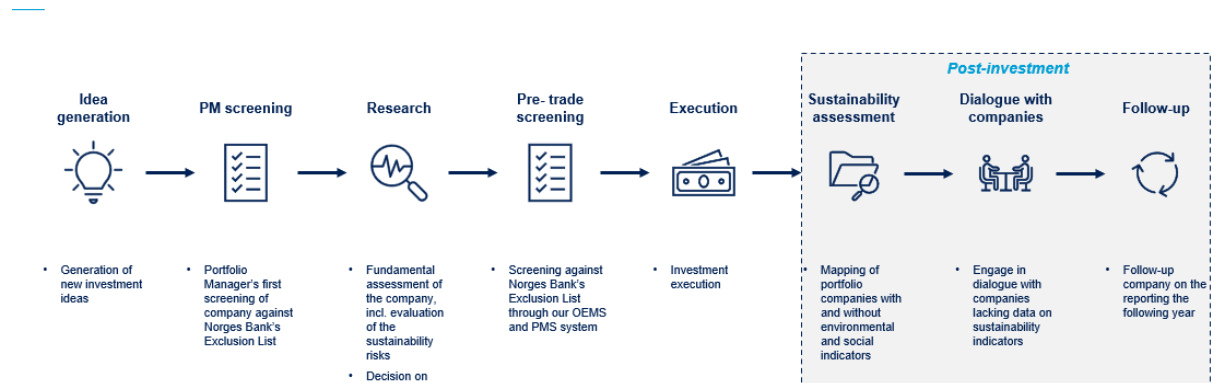 Post-investment
Idea
generation
PM screening
Research
Pre- trade
screening
Execution
Sustainability
assessment
Dialogue with
companies
Follow-up
• Generation of
new investment
ideas
• Portfolio
Manager's first
screening of
company against
Norges Bank's
Exclusion List
• Fundamental
assessment of
the company,
incl. evaluation
of the
sustainability
risks
• Decision on
• Screening against
Norges Bank's
Exclusion List
through our OEMS
and PMS system
• Investment
execution
• Mapping of
portfolio
companies with
and without
environmental
and social
indicators
• Engage in
dialogue with
companies
lacking data on
sustainability
indicators
• Follow-up
company on the
reporting the
following year